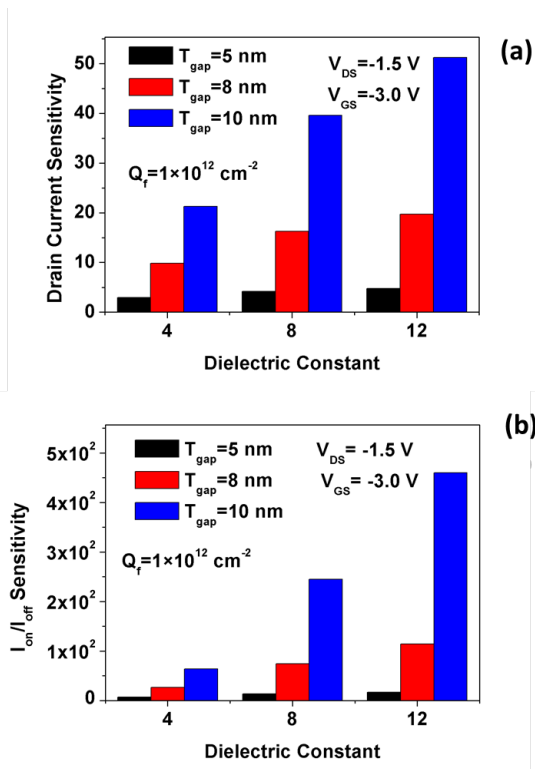 (a)
T_gap=5 nm
T_gap=8 nm
T_gap=10 nm
V_DS=-1.5 V
V_GS=-3.0 V
Q_f=1×10^12 cm^-2
Drain Current Sensitivity
50
40
30
20
10
0
4 8 12
Dielectric Constant
(b)
T_gap=5 nm
T_gap=8 nm
T_gap=10 nm
V_DS= -1.5 V
V_GS= -3.0 V
Q_f=1×10^12 cm^-2
I_on/I_off Sensitivity
5x10^2
4x10^2
3x10^2
2x10^2
1x10^2
0
4 8 12
Dielectric Constant